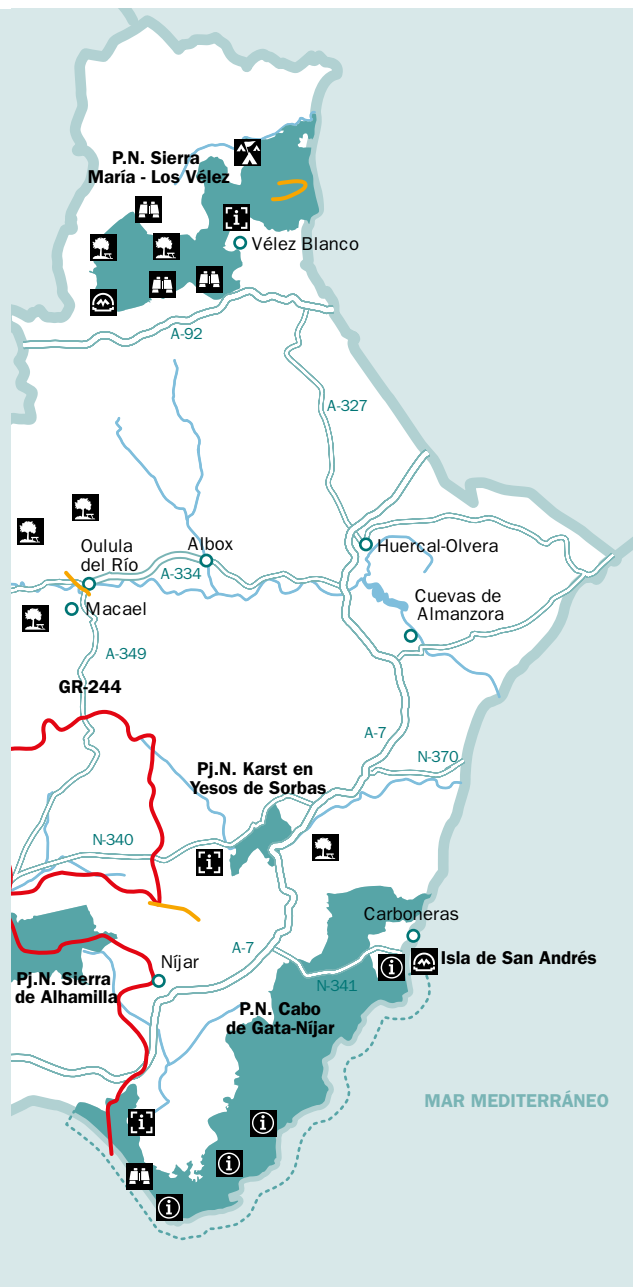 P.N. Sierra
María - Los Vélez
Vélez Blanco
A-92
A-327
Oulula
del Río
Albox
A-334
Huercal-Olvera
Macael
Cuevas de
Almanzora
A-349
GR-244
A-7
N-370
Pj.N. Karst en
Yesos de Sorbas
N-340
Carboneras
A-7
Níjar
Isla de San Andrés
Pj.N. Sierra
de Alhamilla
N-341
P.N. Cabo
de Gata-Níjar
MAR MEDITERRÁNEO